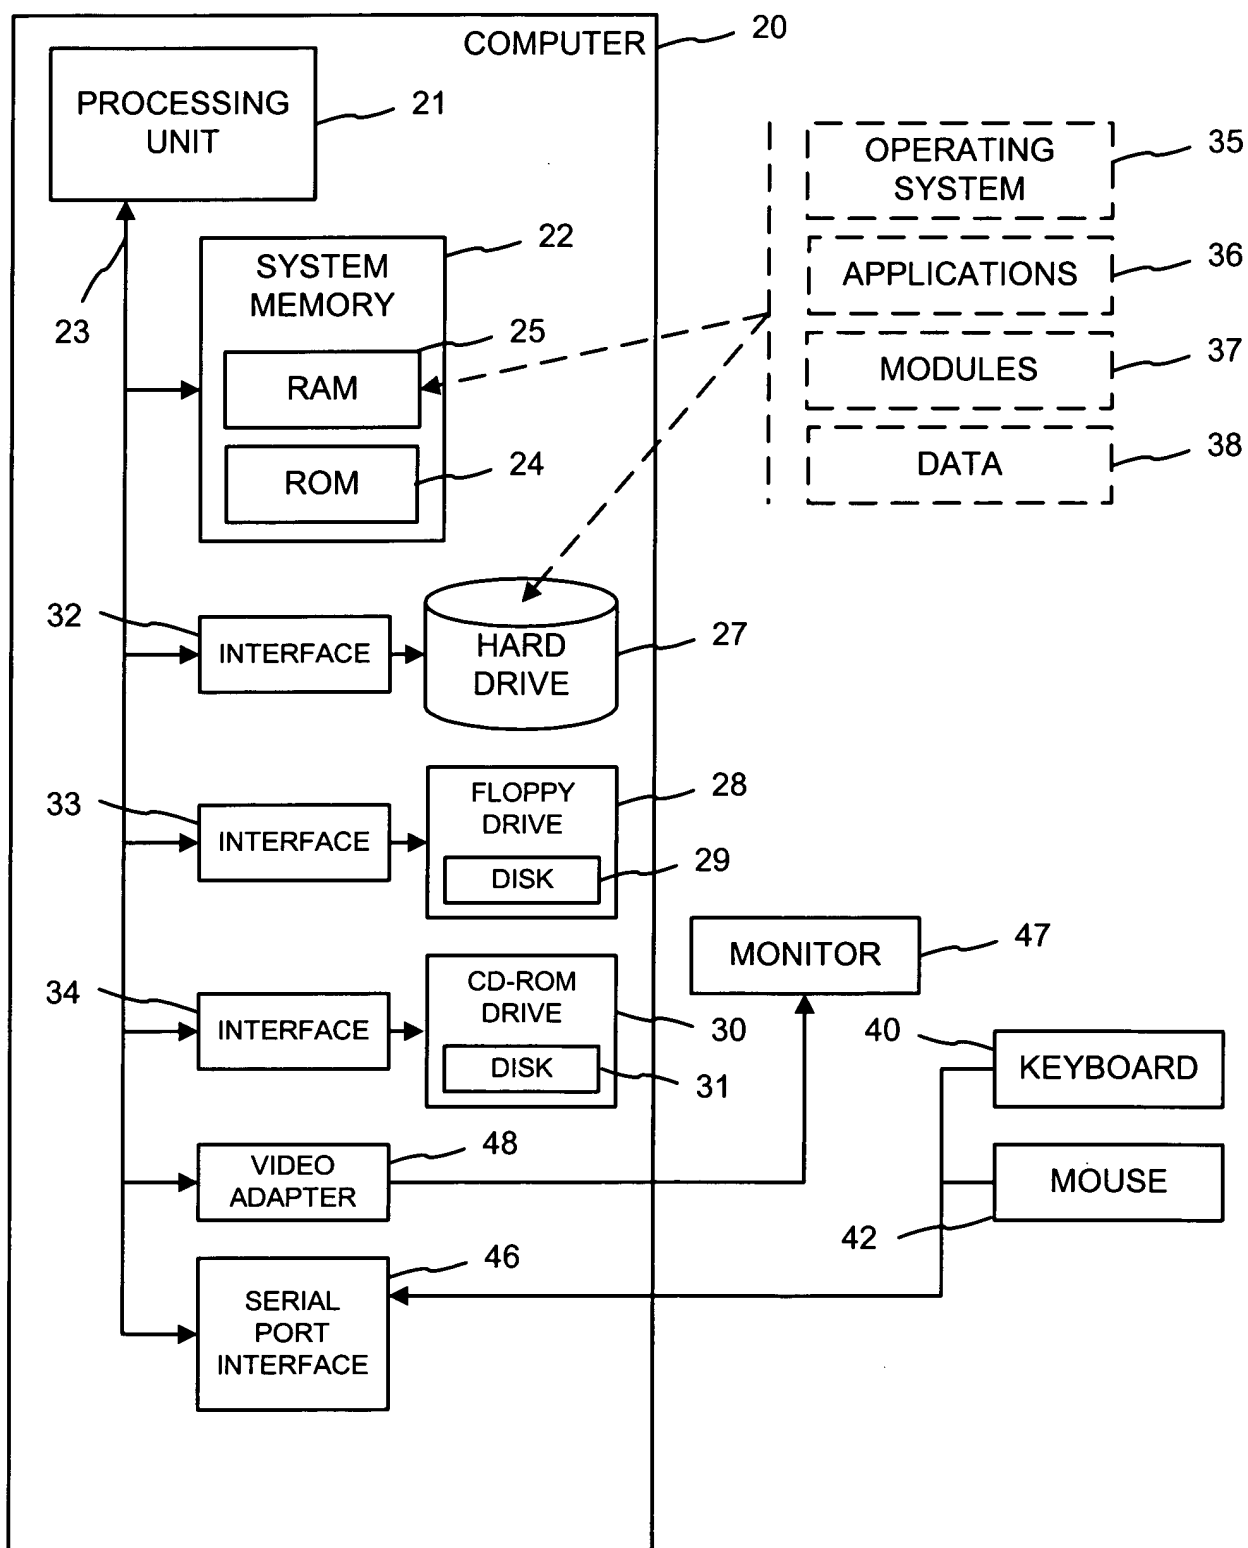 COMPUTER
20
PROCESSING
UNIT
21
OPERATING
SYSTEM
35
23
SYSTEM
MEMORY
22
APPLICATIONS
36
25
RAM
MODULES
37
24
ROM
DATA
38
32
INTERFACE
HARD
DRIVE
27
33
INTERFACE
FLOPPY
DRIVE
28
DISK
29
MONITOR
47
34
INTERFACE
CD-ROM
DRIVE
30
DISK
31
40
KEYBOARD
VIDEO
ADAPTER
48
MOUSE
42
46
SERIAL
PORT
INTERFACE